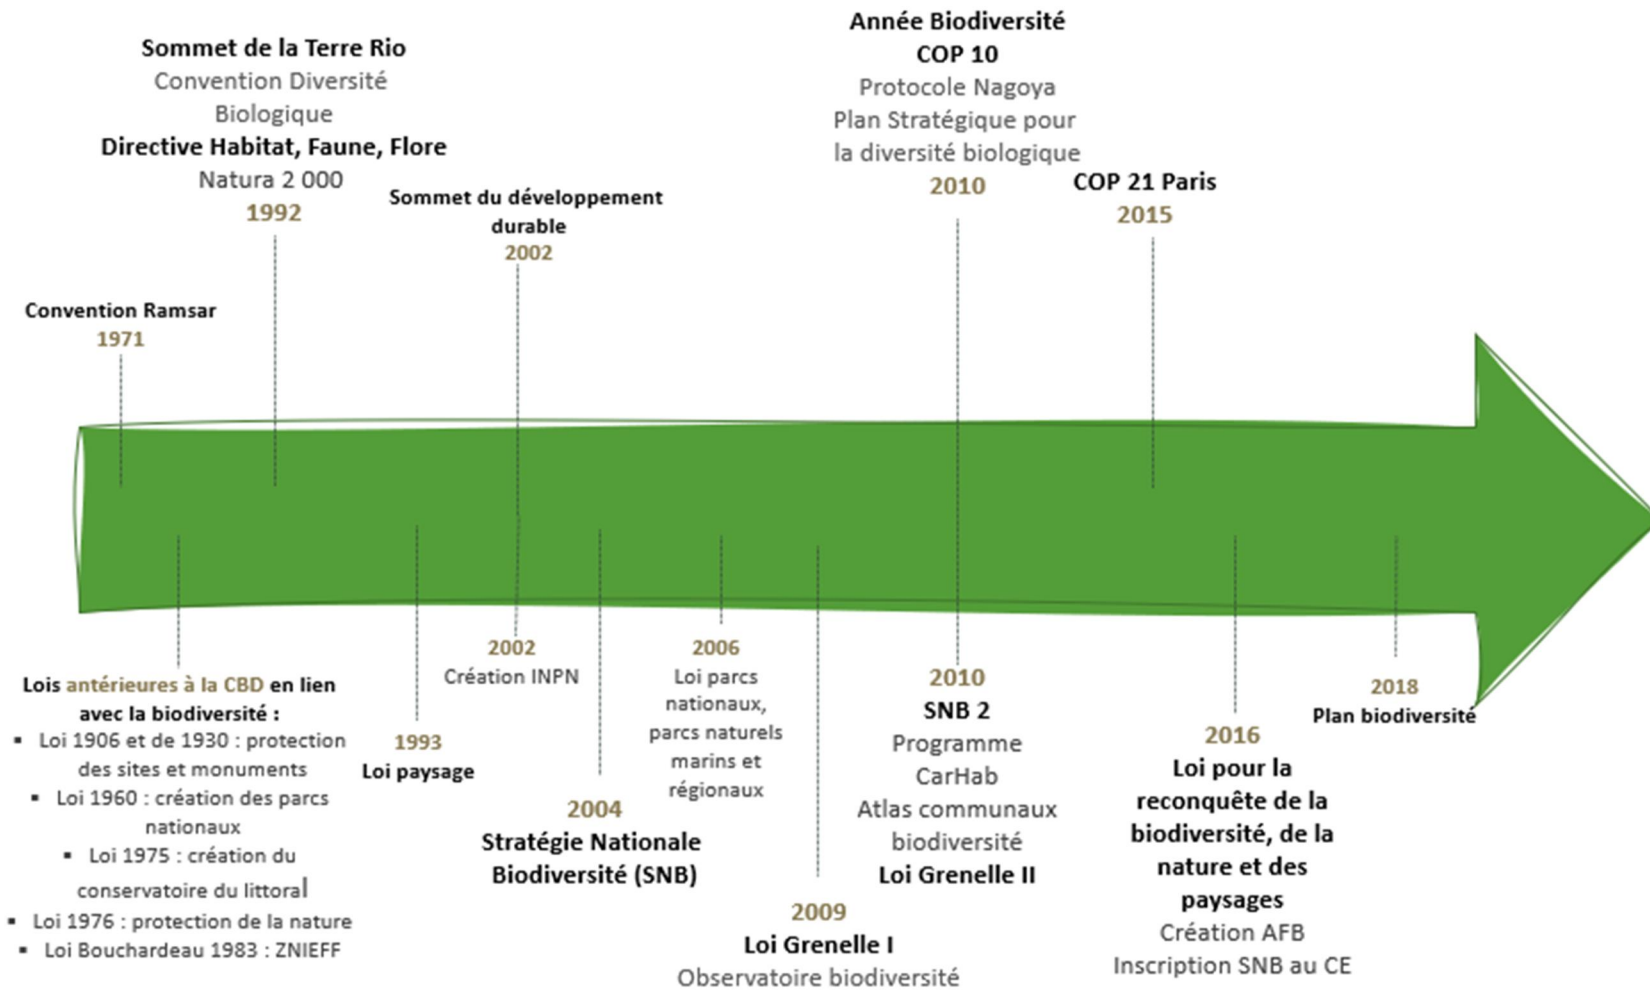 Sommet de la Terre Rio
Convention Diversité
Biologique
Directive Habitat, Faune, Flore
Natura 2 000
1992
Année Biodiversité
COP 10
Protocole Nagoya
Plan Stratégique pour
la diversité biologique
2010
Sommet du développement
durable
2002
COP 21 Paris
2015
Convention Ramsar
1971
Lois antérieures à la CBD en lien
avec la biodiversité :
▪ Loi 1906 et de 1930 : protection
des sites et monuments
▪ Loi 1960 : création des parcs
nationaux
▪ Loi 1975 : création du
conservatoire du littoral
▪ Loi 1976 : protection de la nature
▪ Loi Bouchardeau 1983 : ZNIEFF
1993
Loi paysage
2002
Création INPN
2004
Stratégie Nationale
Biodiversité (SNB)
2006
Loi parcs
nationaux,
parcs naturels
marins et
régionaux
2009
Loi Grenelle I
Observatoire biodiversité
2010
SNB 2
Programme
CarHab
Atlas communaux
biodiversité
Loi Grenelle II
2016
Loi pour la
reconquête de la
biodiversité, de la
nature et des
paysages
Création AFB
Inscription SNB au CE
2018
Plan biodiversité